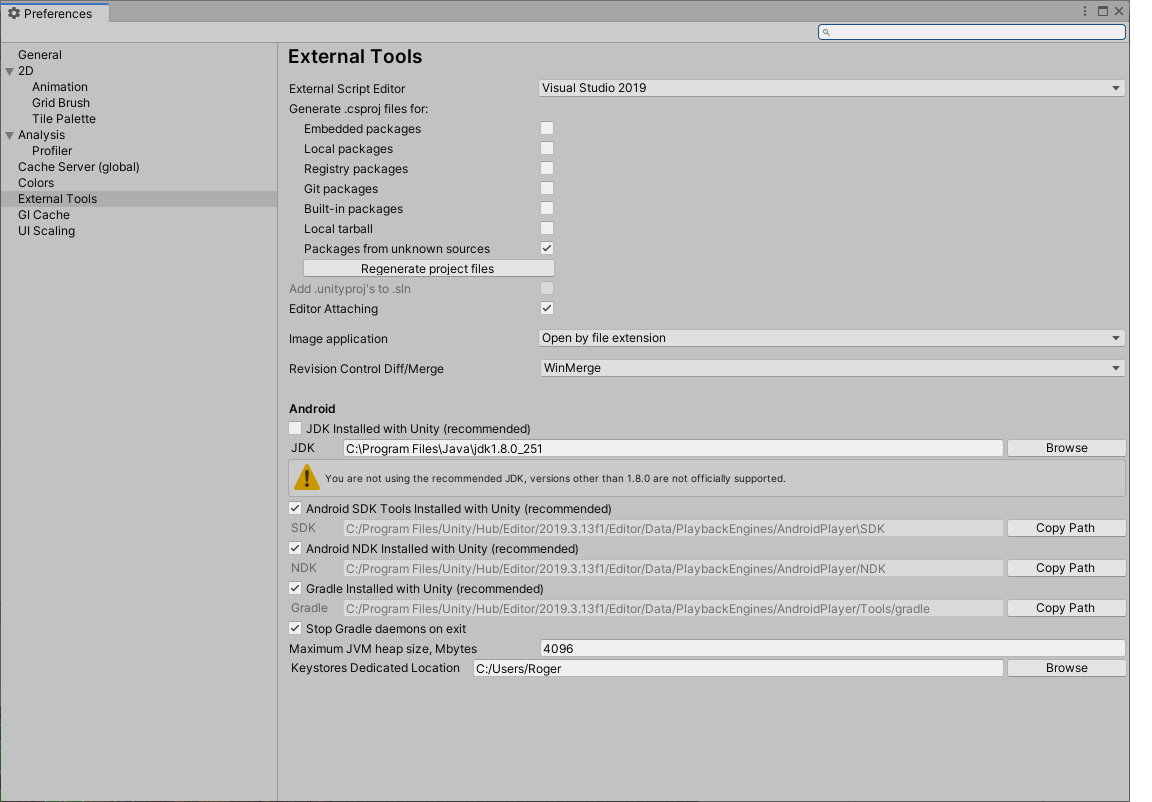 Preferences
General
2D
Animation
Grid Brush
Tile Palette
Analysis
Profiler
Cache Server (global)
Colors
External Tools
GI Cache
UI Scaling
External Tools
External Script Editor Visual Studio 2019
Generate .csproj files for:
Embedded packages
Local packages
Registry packages
Git packages
Built-in packages
Local tarball
Packages from unknown sources
Regenerate project files
Add .unityproj's to .sln
Editor Attaching
Image application Open by file extension
Revision Control Diff/Merge WinMerge
Android
JDK Installed with Unity (recommended)
JDK C:\Program Files\Java\jdk1.8.0_251 Browse
You are not using the recommended JDK, versions other than 1.8.0 are not officially supported.
Android SDK Tools Installed with Unity (recommended)
SDK C:/Program Files/Unity/Hub/Editor/2019.3.13f1/Editor/Data/PlaybackEngines/AndroidPlayer\SDK Copy Path
Android NDK Installed with Unity (recommended)
NDK C:/Program Files/Unity/Hub/Editor/2019.3.13f1/Editor/Data/PlaybackEngines/AndroidPlayer/NDK Copy Path
Gradle Installed with Unity (recommended)
Gradle C:/Program Files/Unity/Hub/Editor/2019.3.13f1/Editor/Data/PlaybackEngines/AndroidPlayer/Tools/gradle Copy Path
Stop Gradle daemons on exit
Maximum JVM heap size, Mbytes 4096
Keystores Dedicated Location C:/Users/Roger Browse